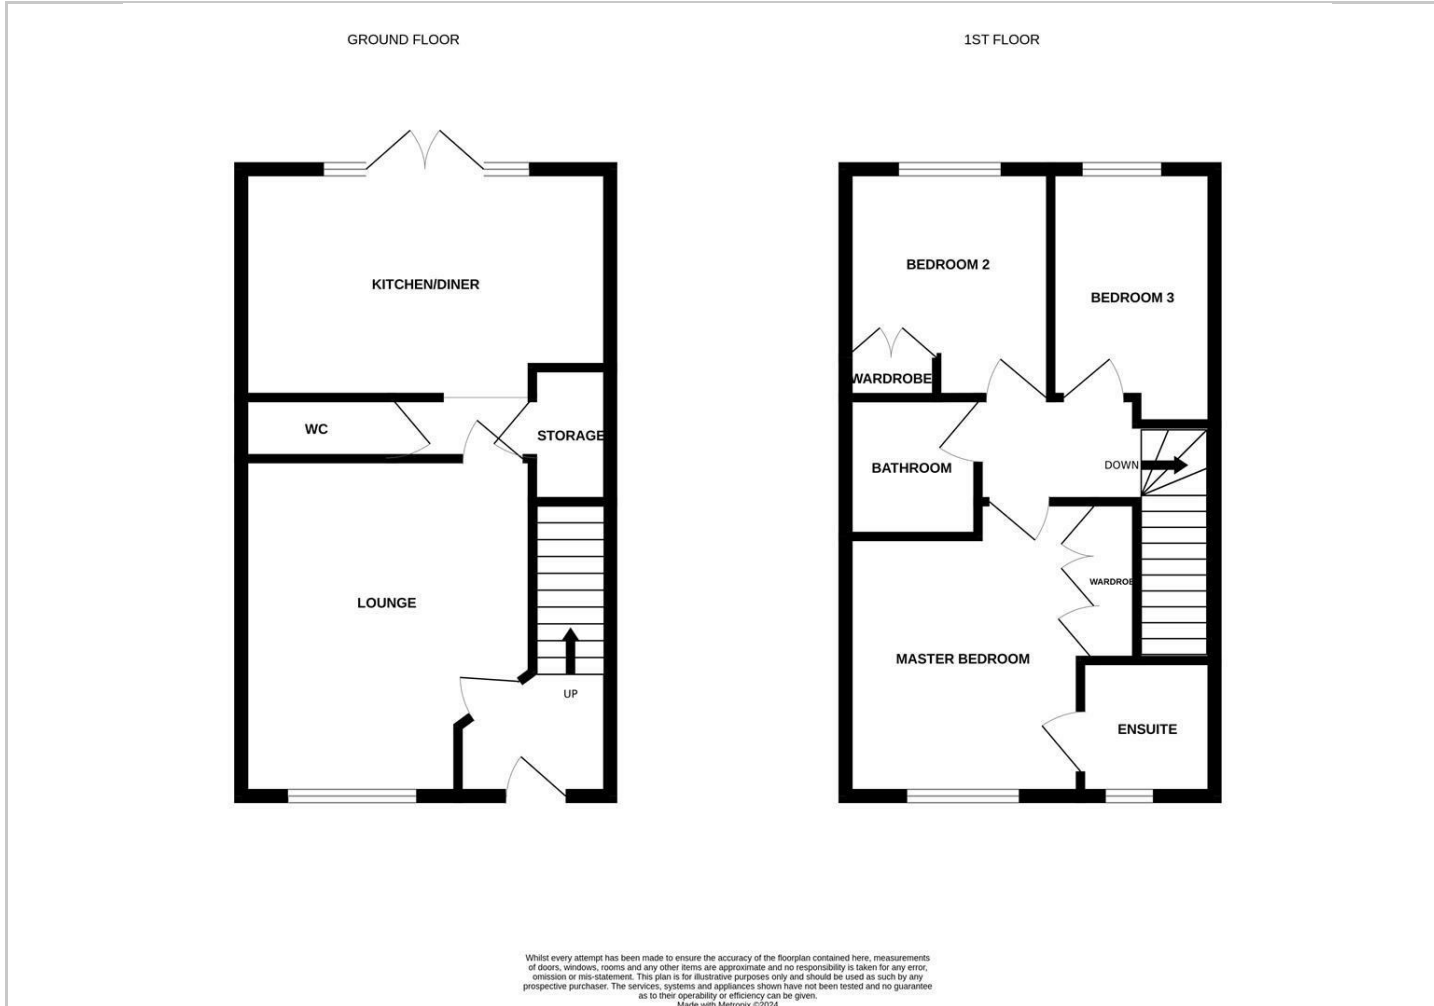 GROUND FLOOR
1ST FLOOR
KITCHEN/DINER
WC
STORAGE
LOUNGE
UP
BEDROOM 2
BEDROOM 3
WARDROBE
BATHROOM
DOWN
WARDROBE
MASTER BEDROOM
ENSUITE
Whilst every attempt has been made to ensure the accuracy of the floorplan contained here, measurements
of doors, windows, rooms and any other items are approximate and no responsibility is taken for any error,
omission or mis-statement. This plan is for illustrative purposes only and should be used as such by any
prospective purchaser. The services, systems and appliances shown have not been tested and no guarantee
as to their operability or efficiency can be given.
Made with Metropix ©2024